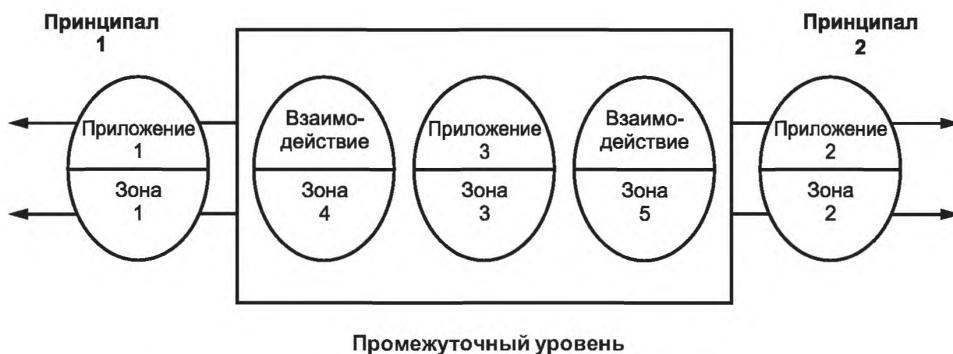 Принципал
1
Принципал
2
Приложение
1
Зона
1
Взаимо-
действие
Зона
4
Приложение
3
Зона
3
Взаимо-
действие
Зона
5
Приложение
2
Зона
2
Промежуточный уровень